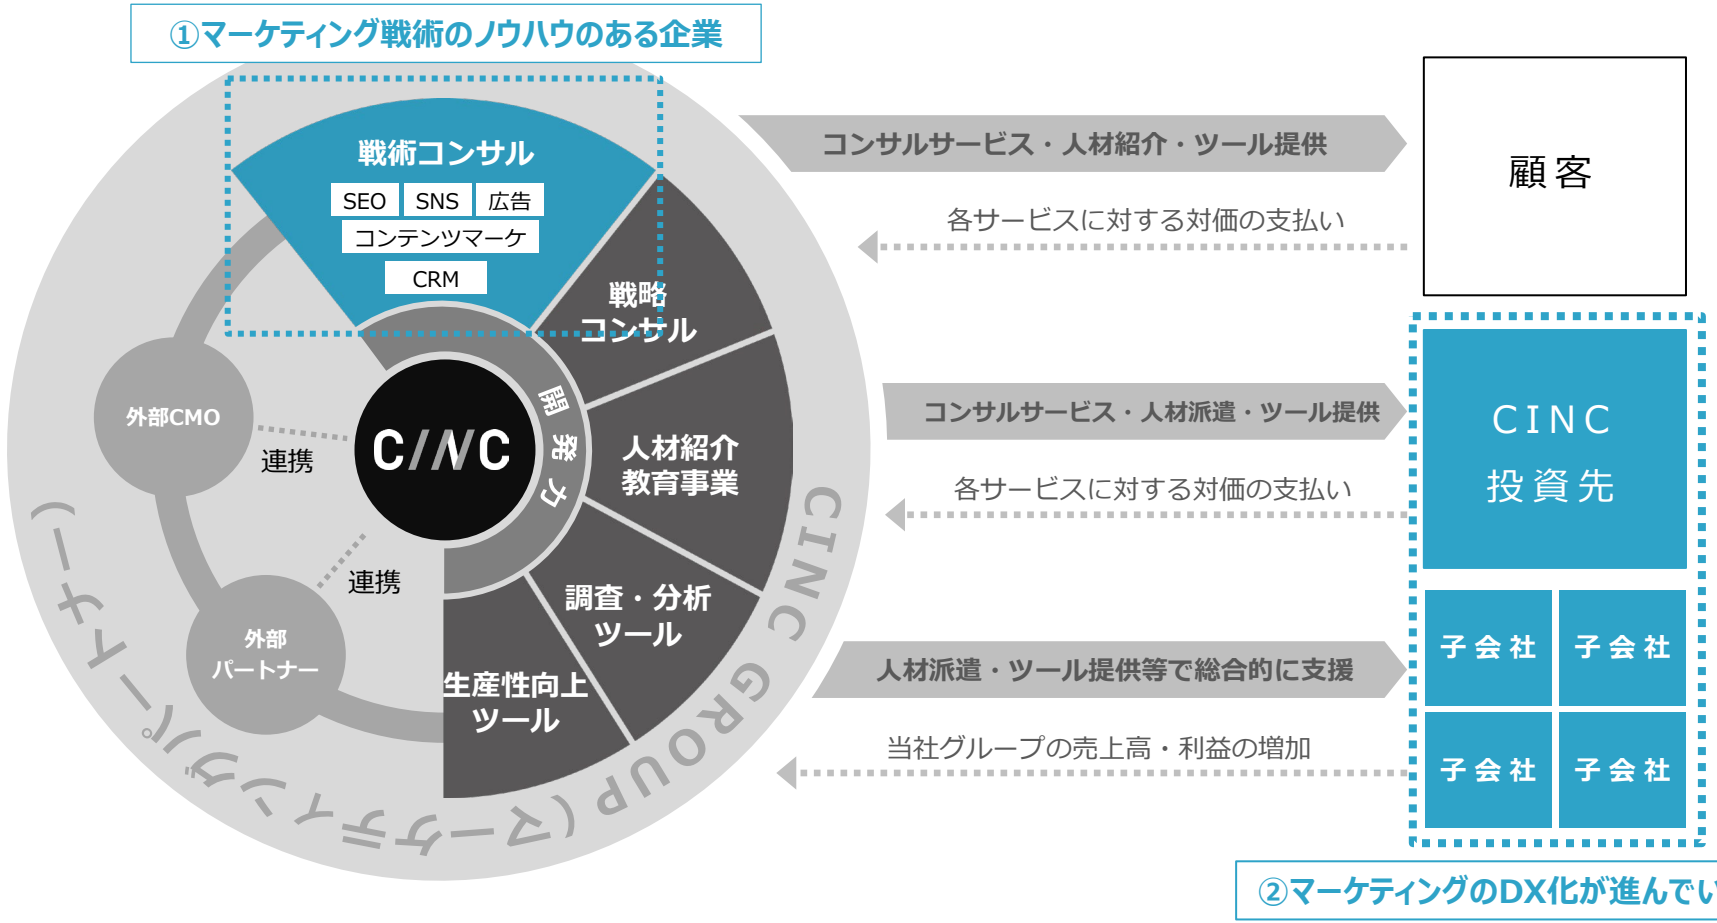 ①マーケティング戦術のノウハウのある企業
戦術コンサル
SEO SNS 広告
コンテンツマーケ
CRM
戦略
コンサル
人材紹介
教育事業
調査・分析
ツール
生産性向上
ツール
開発力
CINC
外部CMO
連携
外部
パートナー
連携
CINC GROUP(マーケティングパートナー)
コンサルサービス・人材紹介・ツール提供
各サービスに対する対価の支払い
顧客
コンサルサービス・人材派遣・ツール提供
各サービスに対する対価の支払い
CINC
投資先
人材派遣・ツール提供等で総合的に支援
当社グループの売上高・利益の増加
子会社 子会社
子会社 子会社
②マーケティングのDX化が進んでい